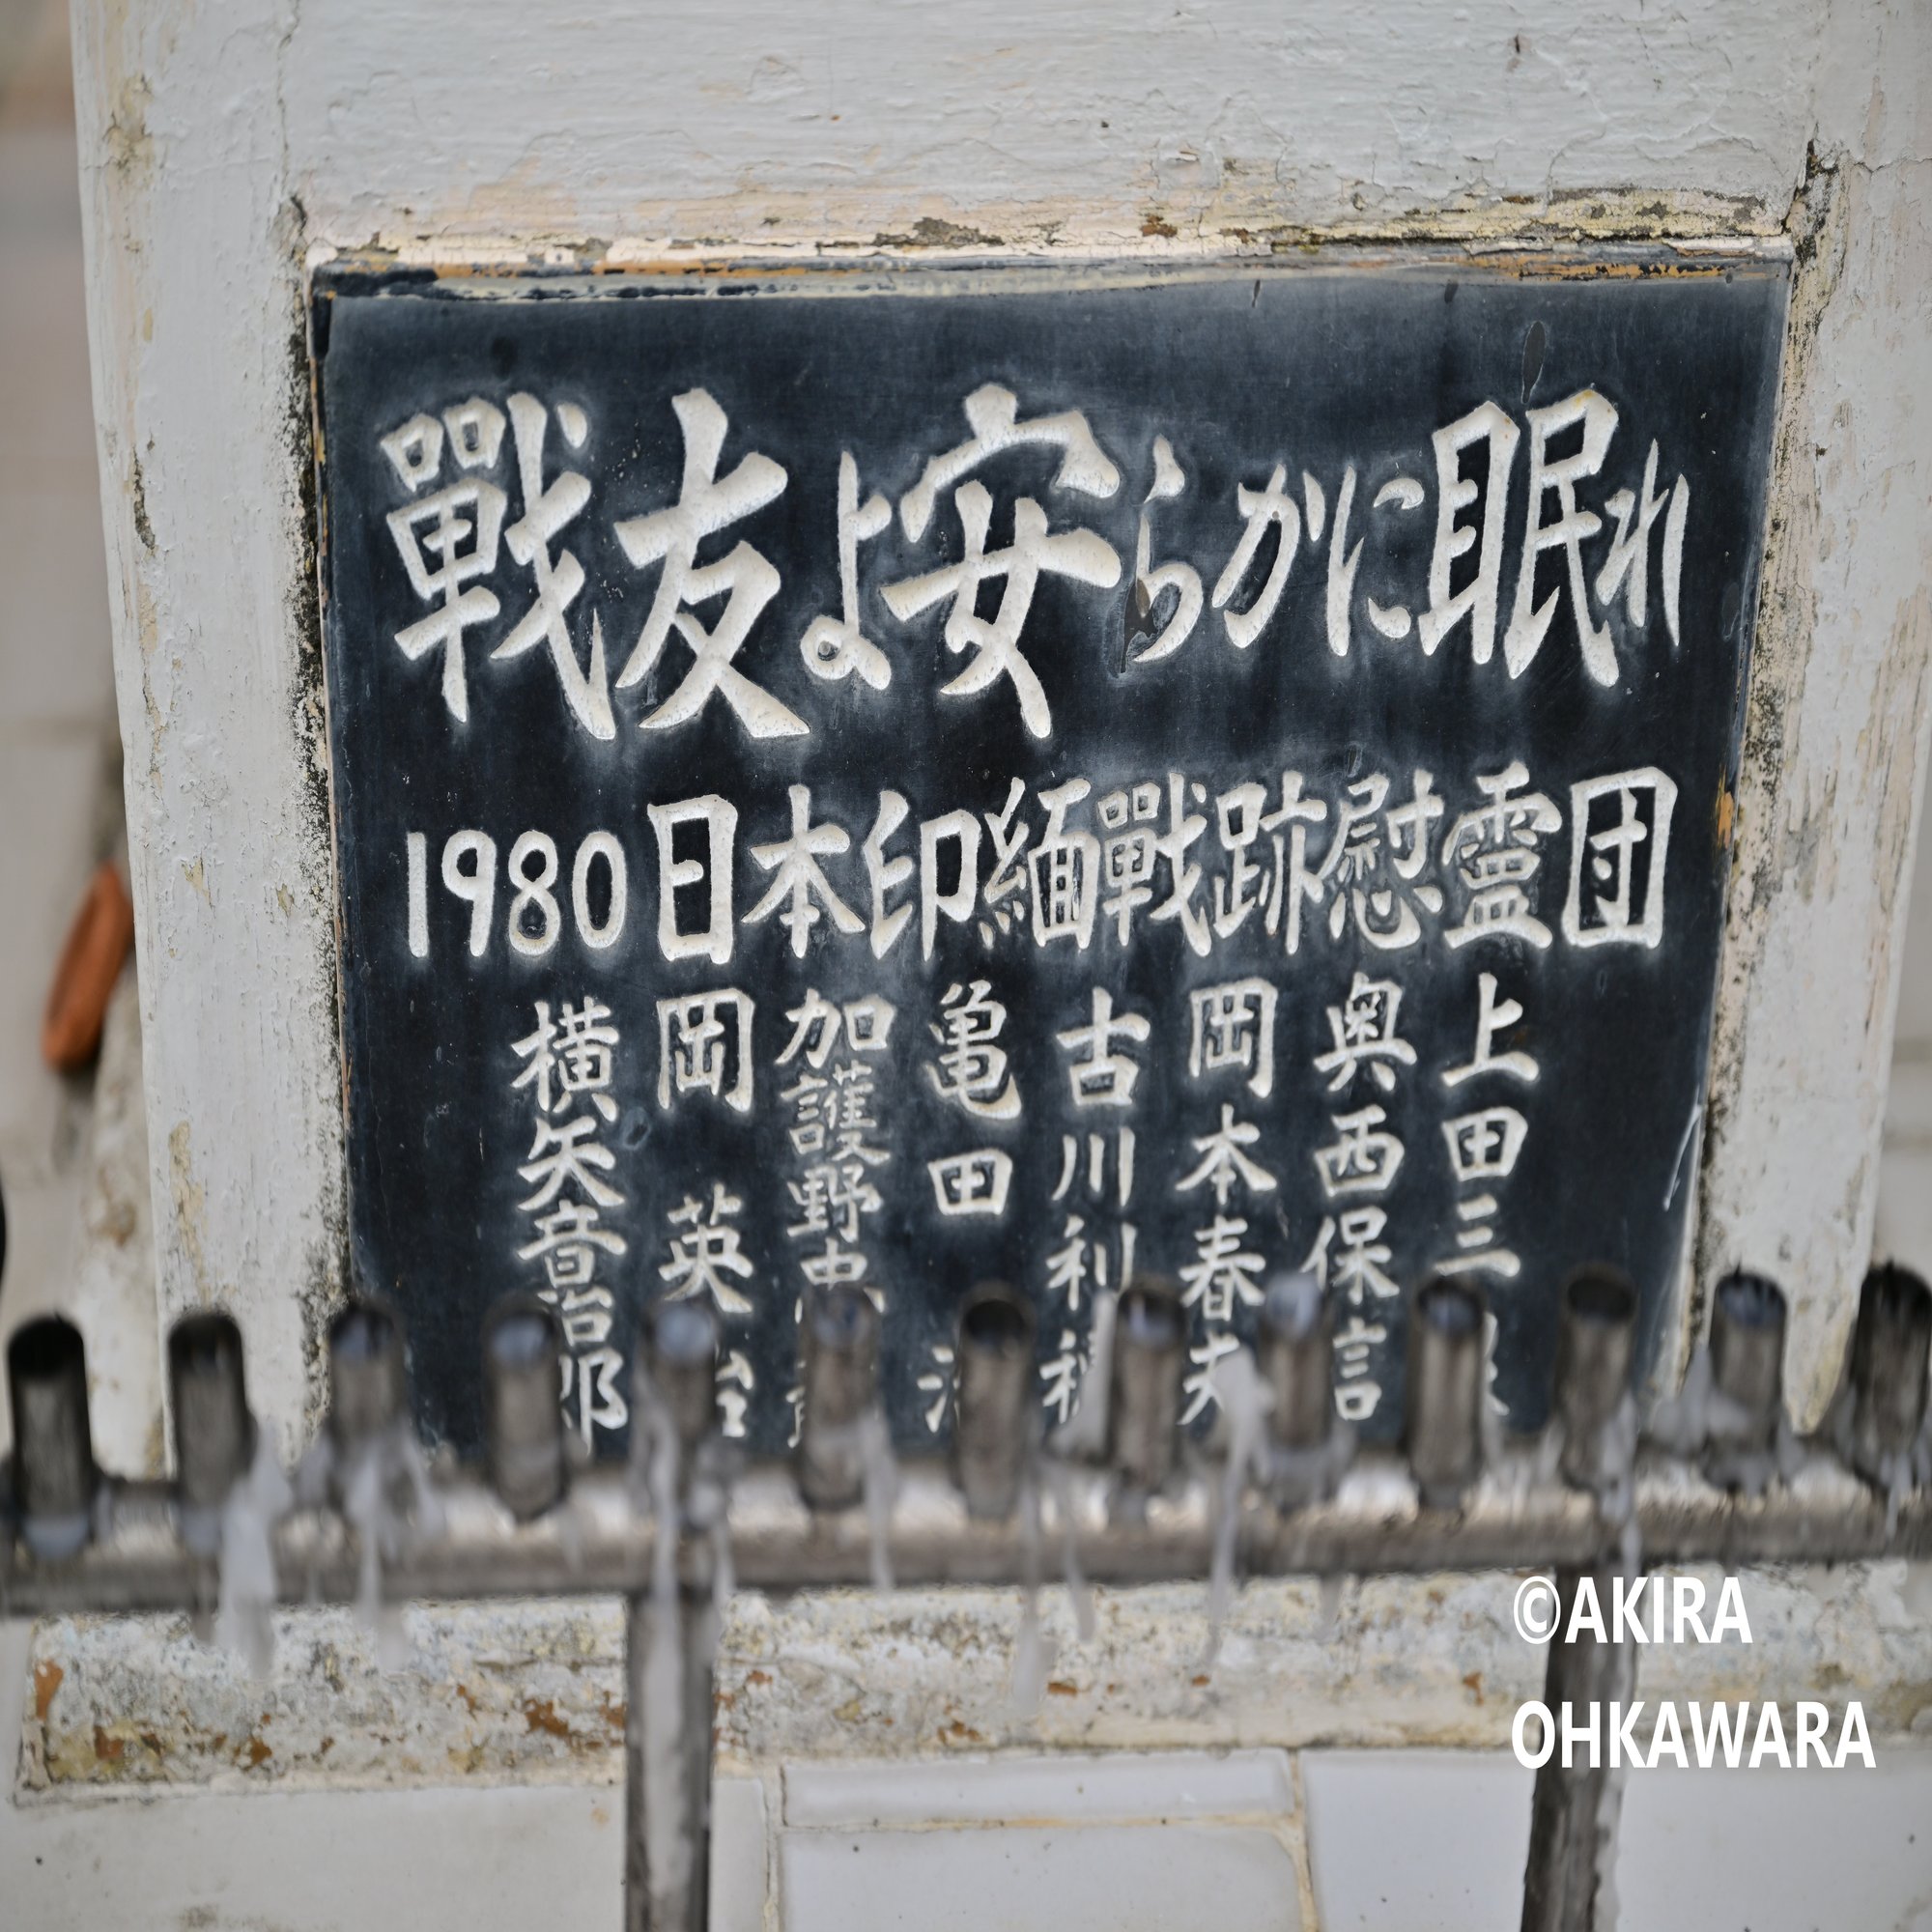 戰友よ安らかに眠れ
1980日本印緬戰跡慰霊団
上田三
奥西保言
岡本春夫
古川利
亀田
加護野忠
岡英
横矢音治郎
©AKIRA
OHKAWARA